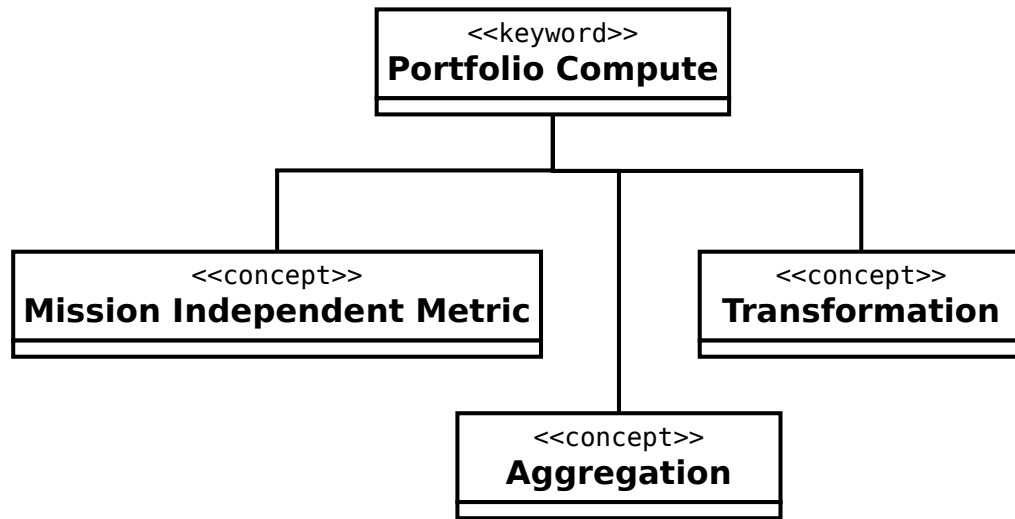 <<keyword>>
Portfolio Compute
<<concept>>
Mission Independent Metric
<<concept>>
Transformation
<<concept>>
Aggregation